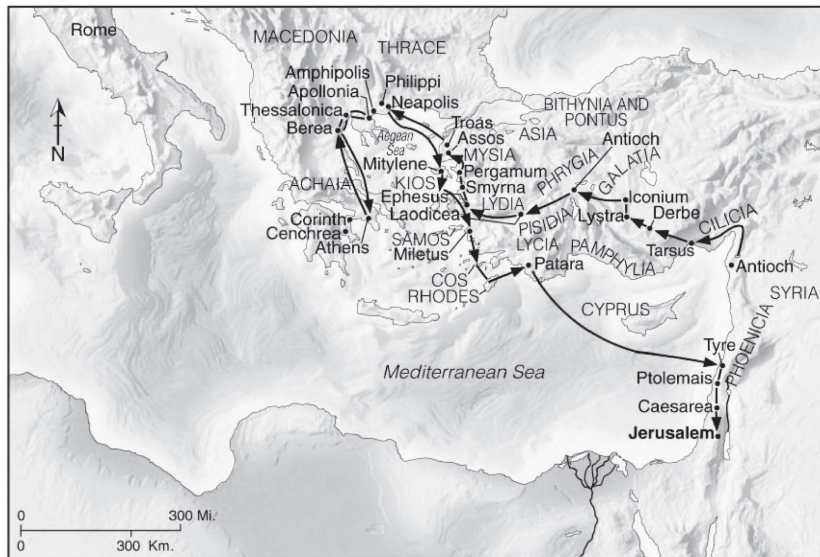 Rome
MACEDONIA
THRACE
Amphipolis
Apollonia
Philippi
Neapolis
Thessalonica
Berea
Aegean
Sea
Troas
Assos
ASIA
BITHYNIA AND
PONTUS
Antioch
MYSIA
Mitylene
Pergamum
Smyrna
PHRYGIA
GALATIA
ACHAIA
KIOS
Ephesus
LYDIA
Laodicea
PISIDIA
Iconium
Lystra
Derbe
CILICIA
Corinth
Cenchrea
Athens
SAMOS
Miletus
LYCIA
PAMPHYLIA
Tarsus
Patara
Antioch
COS
RHODES
CYPRUS
SYRIA
Mediterranean Sea
Tyre
PHOENICIA
Ptolemais
Caesarea
Jerusalem
N
0 300 Mi.
0 300 Km.